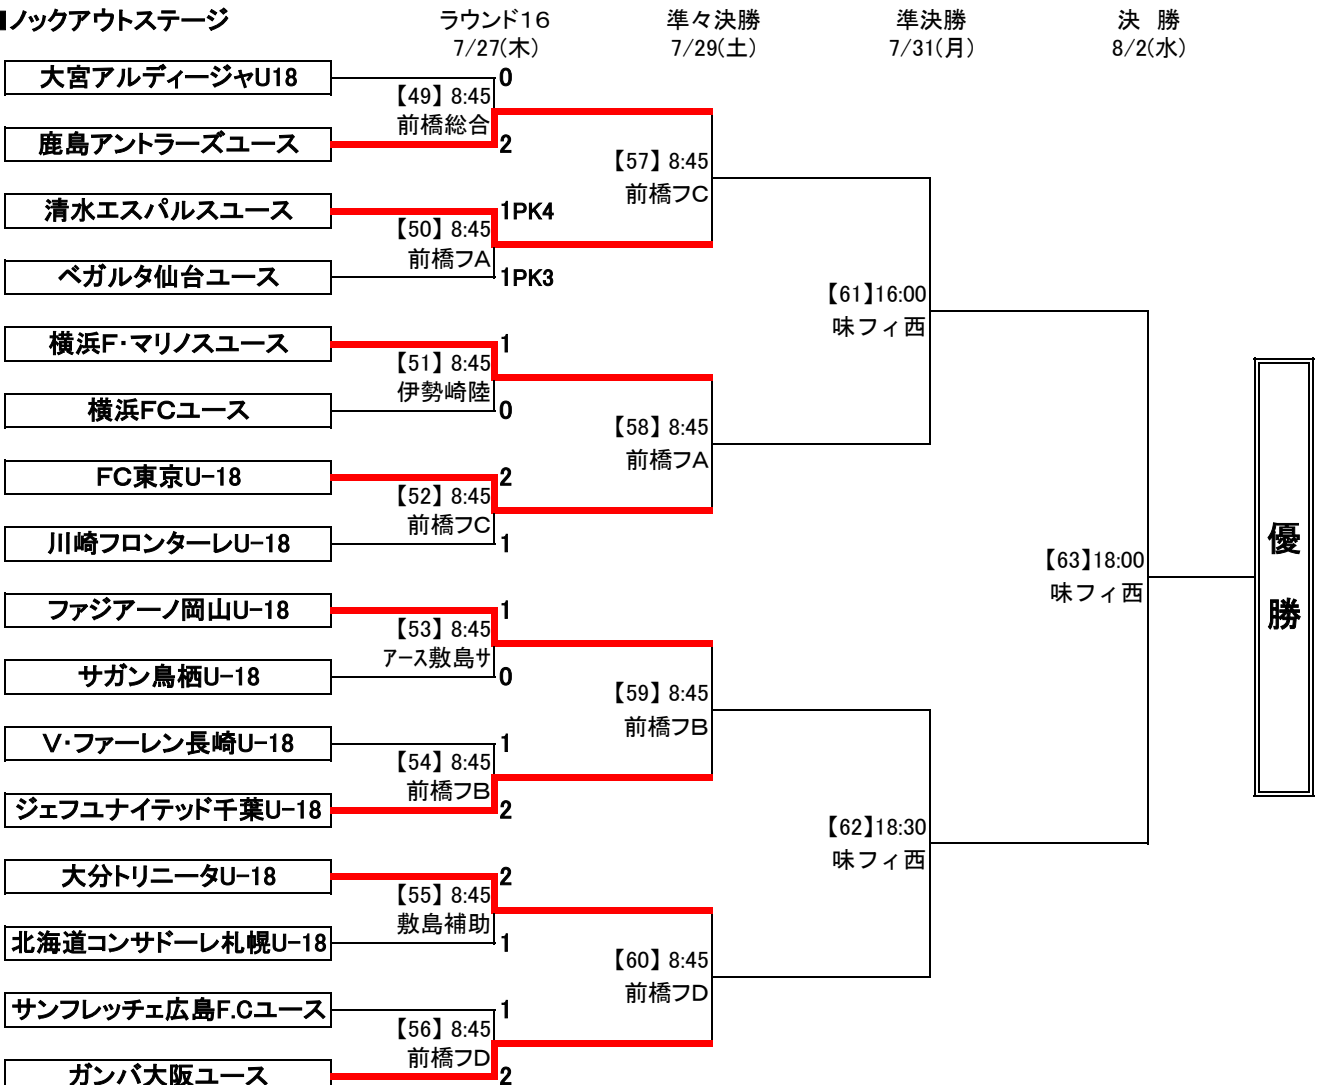 ■ノックアウトステージ
ラウンド16 準々決勝 準決勝 決 勝
7/27(木) 7/29(土) 7/31(月) 8/2(水)
大宮アルディージャU18 0
【49】 8:45
前橋総合
鹿島アントラーズユース 2
【57】 8:45
前橋フC
清水エスパルスユース 1PK4
【50】 8:45
前橋フA
ベガルタ仙台ユース 1PK3
【61】16:00
味フィ西
横浜F・マリノスユース 1
【51】 8:45
伊勢崎陸
横浜FCユース 0
【58】 8:45
前橋フA
FC東京U-18 2
【52】 8:45
前橋フC
川崎フロンターレU-18 1
【63】18:00
味フィ西
優勝
ファジアーノ岡山U-18 1
【53】 8:45
アース敷島サ
サガン鳥栖U-18 0
【59】 8:45
前橋フB
V・ファーレン長崎U-18 1
【54】 8:45
前橋フB
ジェフユナイテッド千葉U-18 2
【62】18:30
味フィ西
大分トリニータU-18 2
【55】 8:45
敷島補助
北海道コンサドーレ札幌U-18 1
【60】 8:45
前橋フD
サンフレッチェ広島F.Cユース 1
【56】 8:45
前橋フD
ガンバ大阪ユース 2